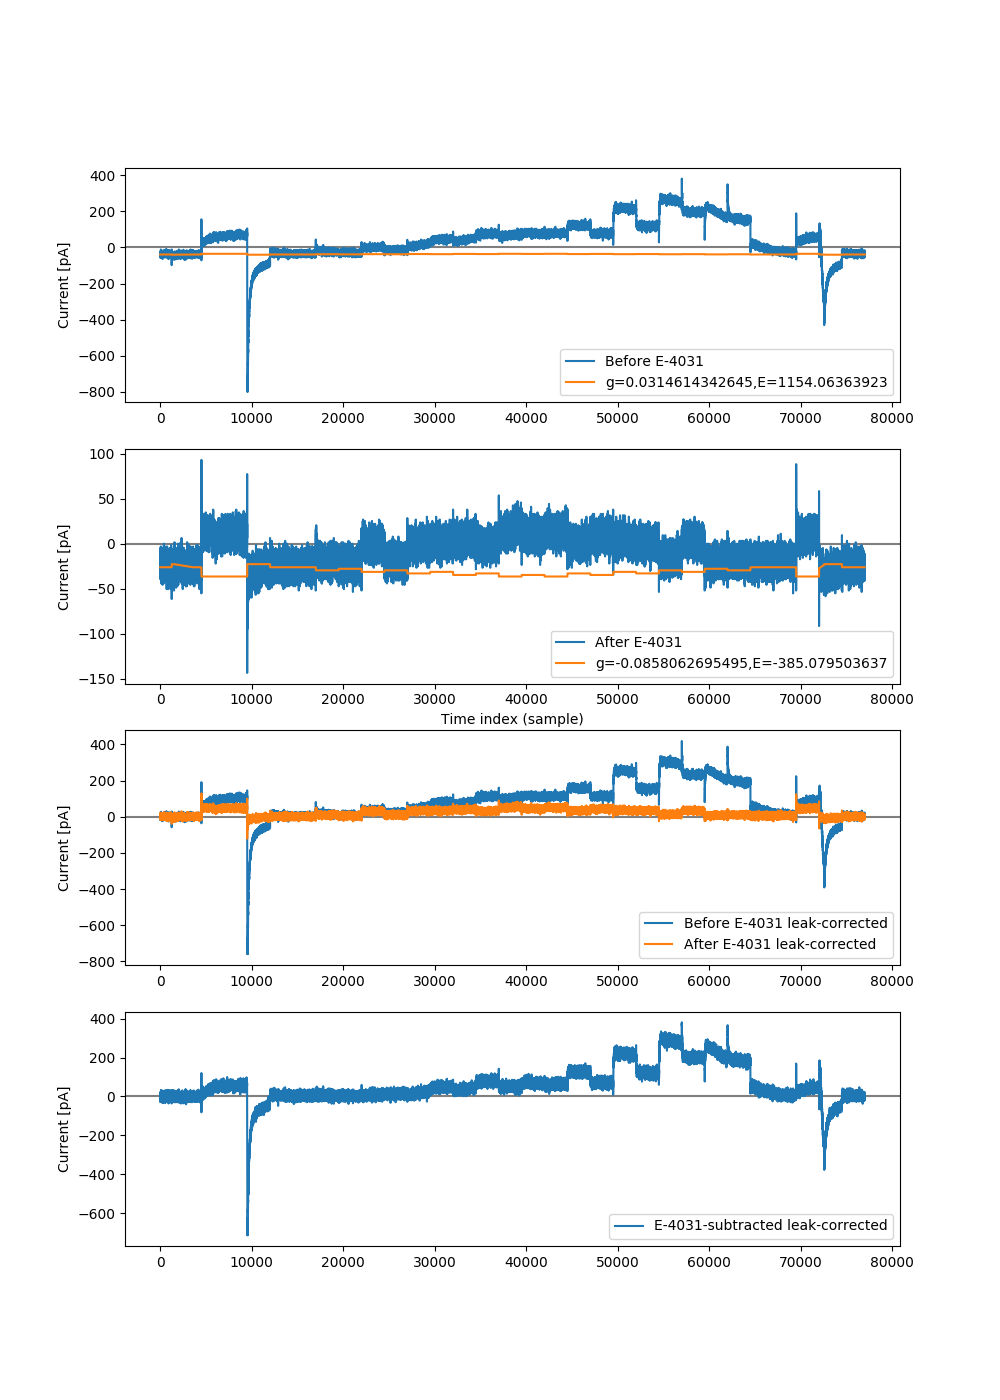 400
200
0
−200
−400
−600
−800
Current [pA]
Before E-4031
g=0.0314614342645,E=1154.06363923
0 10000 20000 30000 40000 50000 60000 70000 80000
100
50
0
−50
−100
−150
Current [pA]
After E-4031
g=-0.0858062695495,E=-385.079503637
0 10000 20000 30000 40000 50000 60000 70000 80000
Time index (sample)
400
200
0
−200
−400
−600
−800
Current [pA]
Before E-4031 leak-corrected
After E-4031 leak-corrected
0 10000 20000 30000 40000 50000 60000 70000 80000
400
200
0
−200
−400
−600
Current [pA]
E-4031-subtracted leak-corrected
0 10000 20000 30000 40000 50000 60000 70000 80000